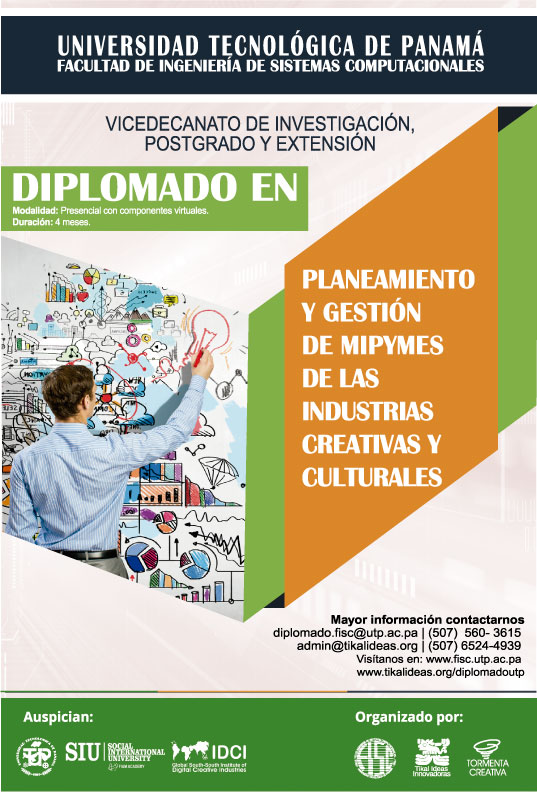 UNIVERSIDAD TECNOLÓGICA DE PANAMÁ
FACULTAD DE INGENIERÍA DE SISTEMAS COMPUTACIONALES
VICEDECANATO DE INVESTIGACIÓN,
POSTGRADO Y EXTENSIÓN
DIPLOMADO EN
Modalidad: Presencial con componentes virtuales.
Duración: 4 meses.
PLANEAMIENTO
Y GESTIÓN
DE MIPYMES
DE LAS
INDUSTRIAS
CREATIVAS Y
CULTURALES
Mayor información contactarnos
diplomado.fisc@utp.ac.pa | (507) 560- 3615
admin@tikalideas.org | (507) 6524-4939
Visítanos en: www.fisc.utp.ac.pa
www.tikalideas.org/diplomadoutp
Auspician:
SIU SOCIAL INTERNATIONAL UNIVERSITY
FIAM ACADEMY
IDCI
Global South-South Institute of
Digital Creative Industries
Organizado por:
Tikal Ideas
Innovadoras
TORMENTA
CREATIVA